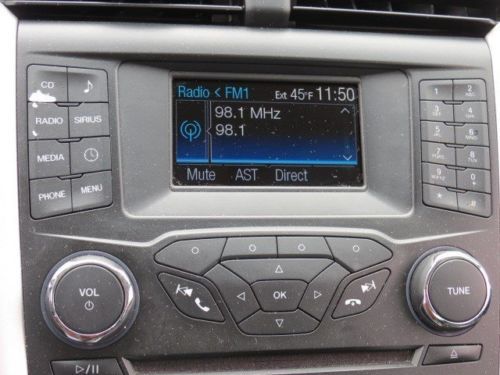 Radio < FM1 Ext 45°F 11:50
98.1 MHz
98.1
Mute AST Direct
CD
RADIO SIRIUS
MEDIA
PHONE MENU
1 2
3 4
5 6
7 8
9 0
* #
VOL
OK
TUNE